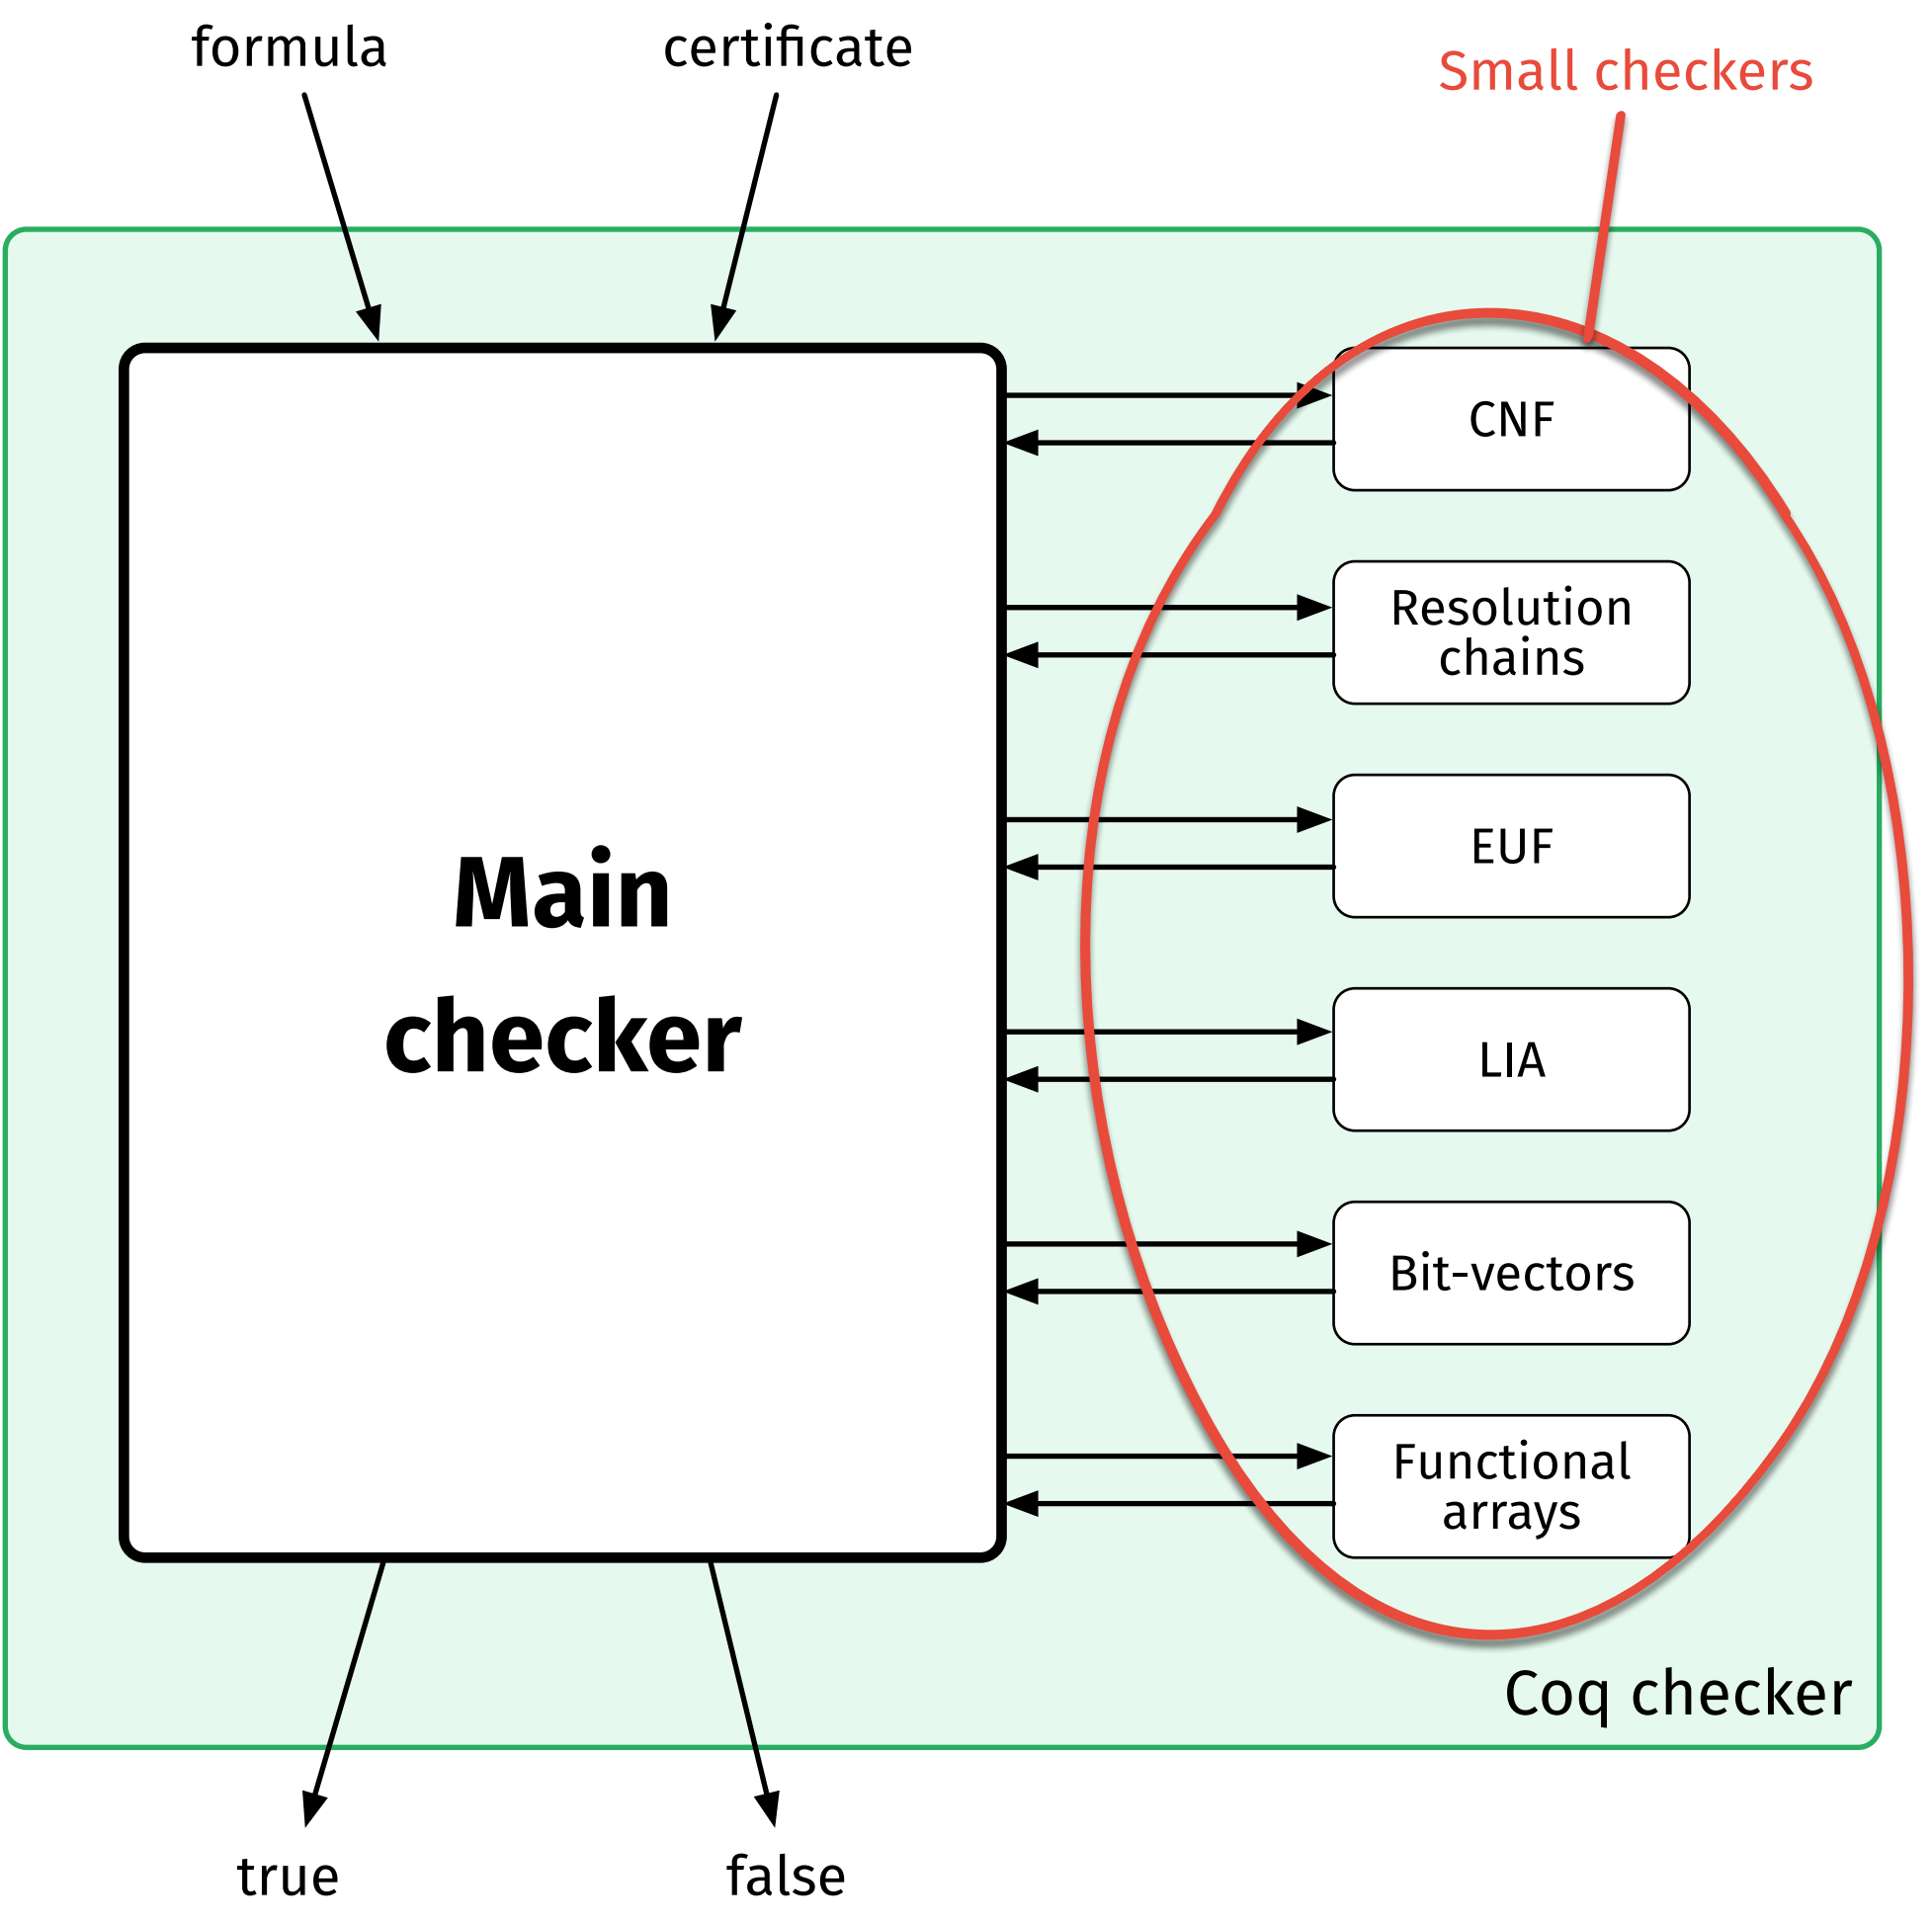 formula
certificate
Small checkers
CNF
Resolution
chains
EUF
Main
checker
LIA
Bit-vectors
Functional
arrays
Coq checker
true
false